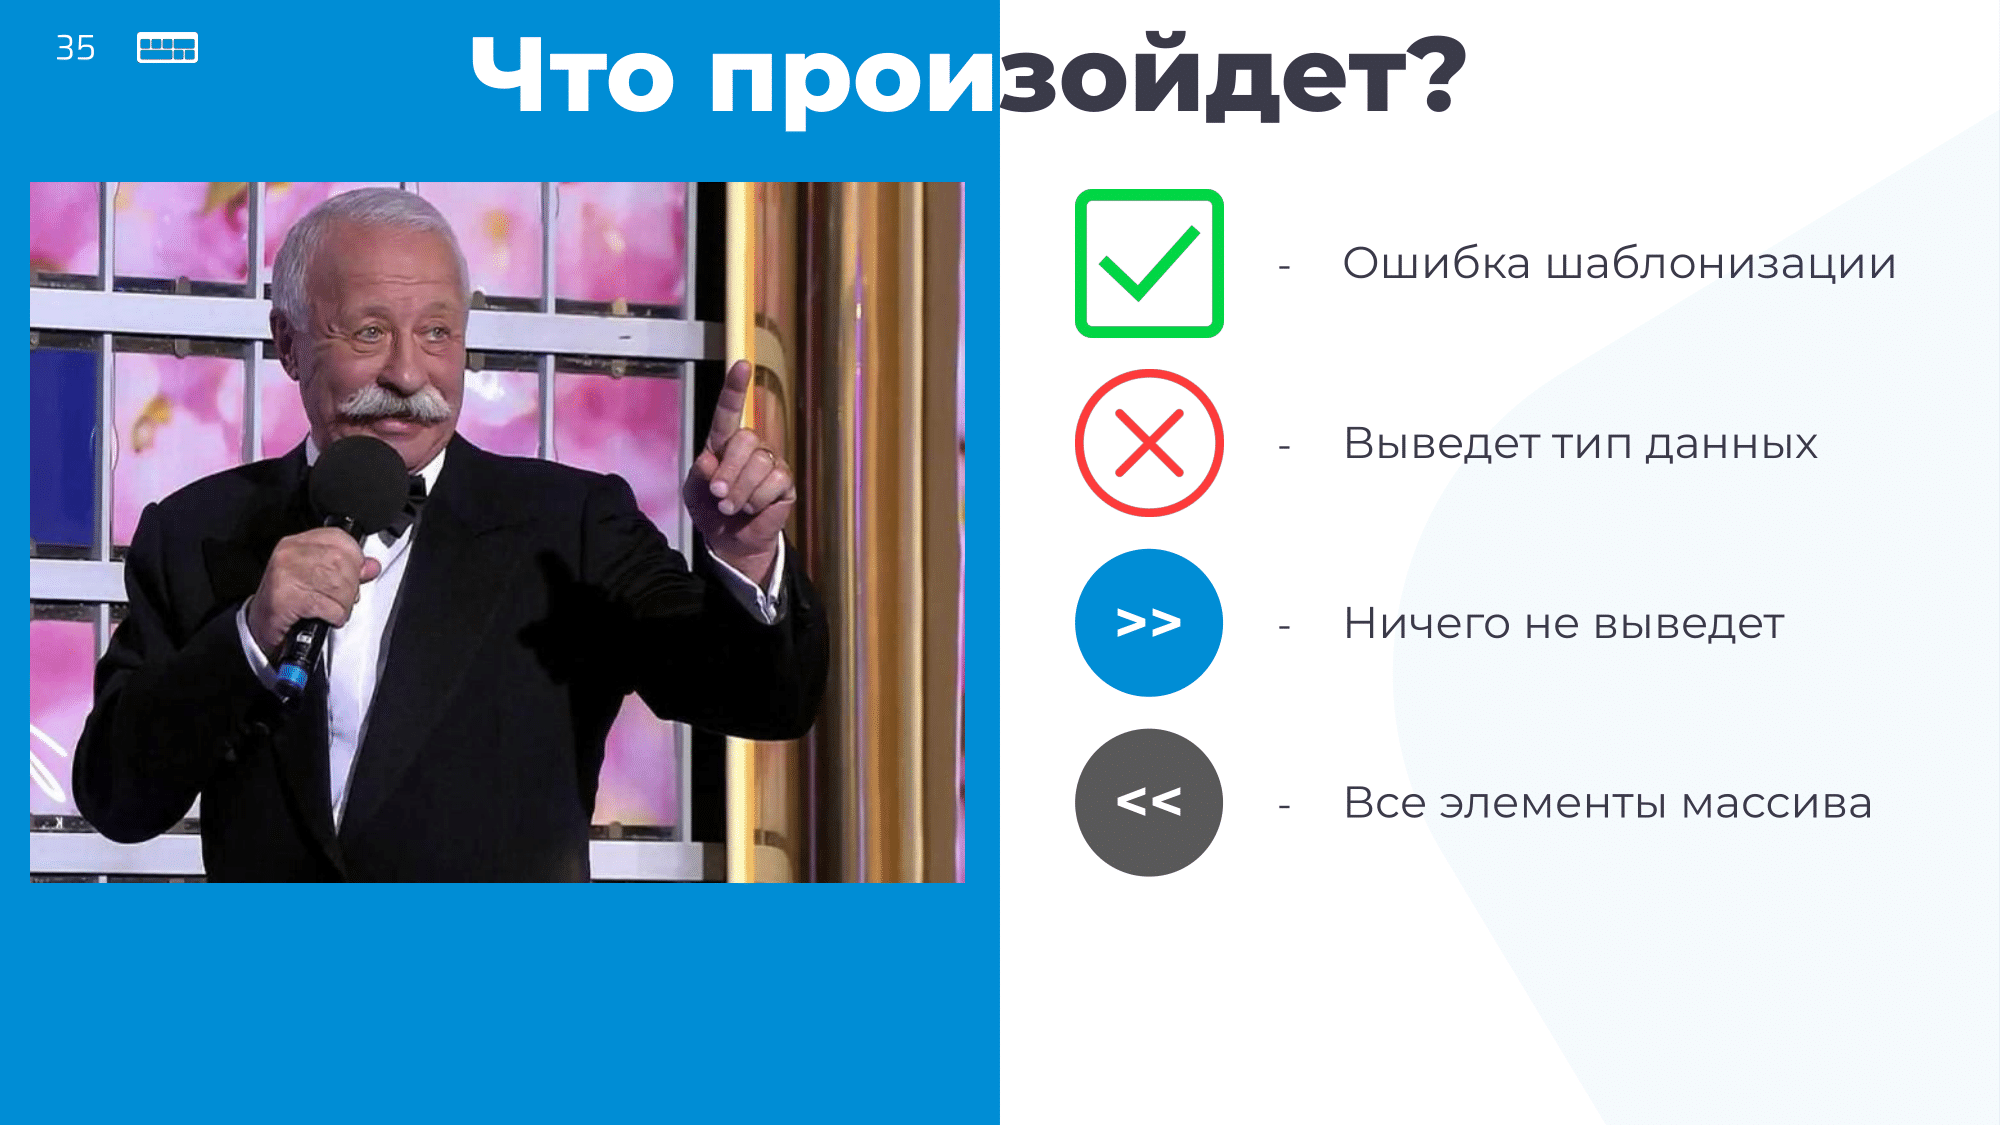 35
Что произойдет?
- Ошибка шаблонизации
- Выведет тип данных
>> - Ничего не выведет
<< - Все элементы массива